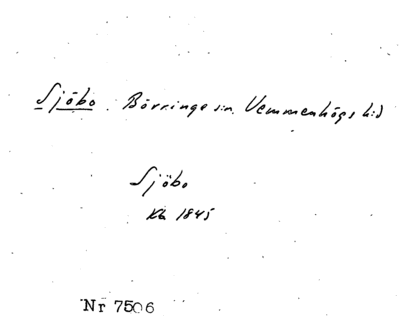 Sjöbo. Börringe sn. Vemmenhögs hd
Sjöbo
Kb 1845
Nr 7506